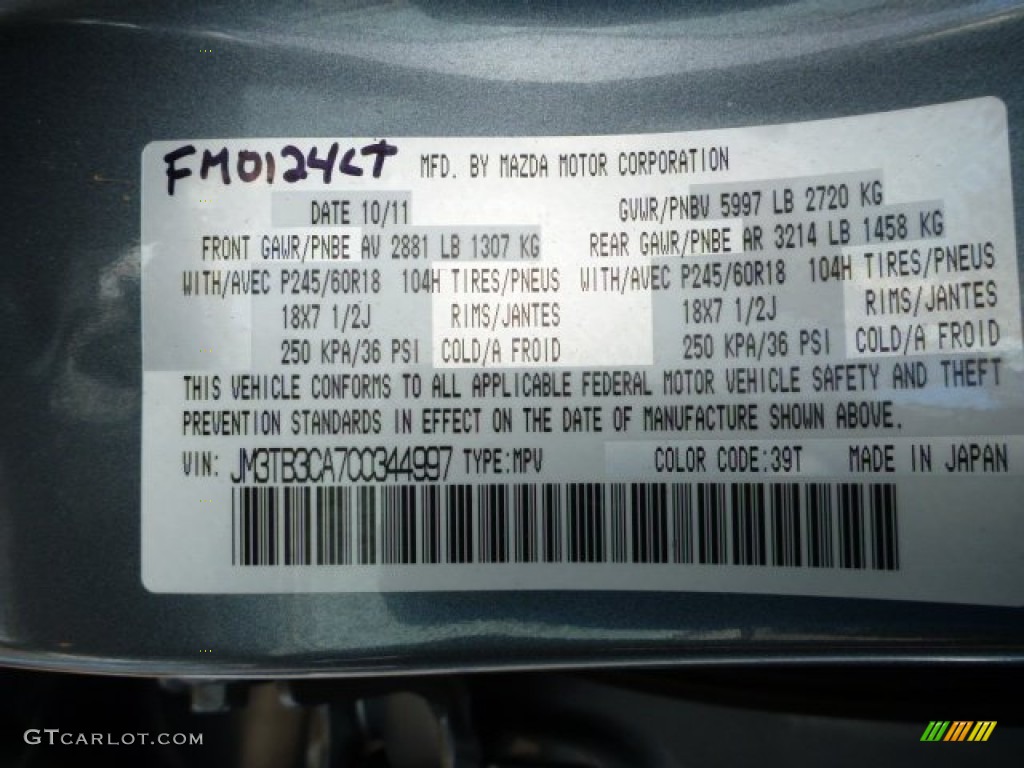 FM0124LT MFD. BY MAZDA MOTOR CORPORATION
DATE 10/11 GVWR/PNBV 5997 LB 2720 KG
FRONT GAWR/PNBE AV 2881 LB 1307 KG REAR GAWR/PNBE AR 3214 LB 1458 KG
WITH/AVEC P245/60R18 104H TIRES/PNEUS WITH/AVEC P245/60R18 104H TIRES/PNEUS
18X7 1/2J RIMS/JANTES 18X7 1/2J RIMS/JANTES
250 KPA/36 PSI COLD/A FROID 250 KPA/36 PSI COLD/A FROID
THIS VEHICLE CONFORMS TO ALL APPLICABLE FEDERAL MOTOR VEHICLE SAFETY AND THEFT
PREVENTION STANDARDS IN EFFECT ON THE DATE OF MANUFACTURE SHOWN ABOVE.
VIN: JM3TB3CA7C0344997 TYPE:MPV COLOR CODE:39T MADE IN JAPAN
GTCARLOT.COM